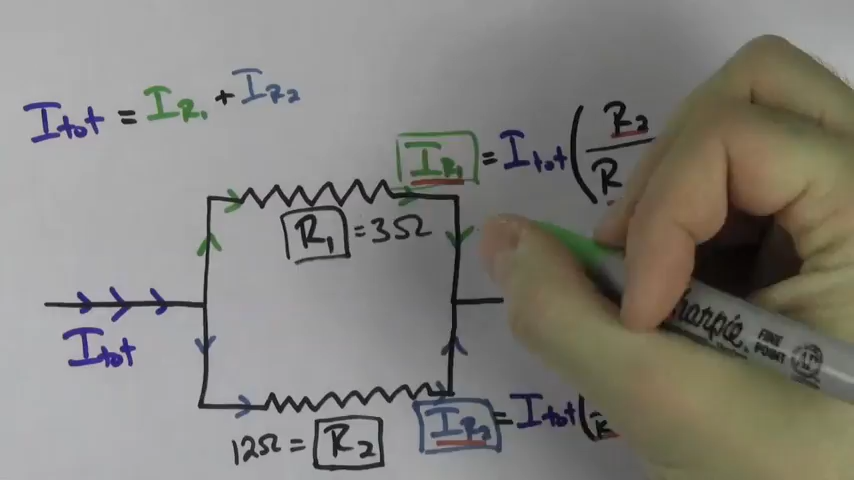 Itot = IR1 + IR2
IR1 = Itot ( R2
R
R1 = 3Ω
Itot
12Ω = R2
IR2 = Itot (
Sharpie
FINE
POINT